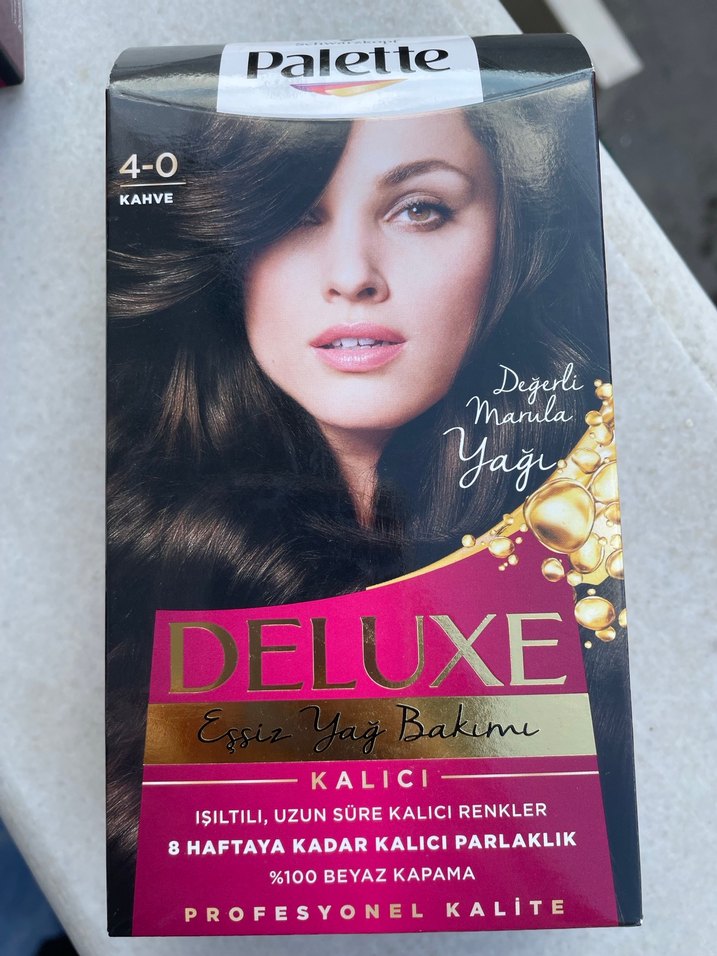 Schwarzkopf
Palette
4-0
KAHVE
Değerli
Marula
Yağı
DELUXE
Eşsiz Yağ Bakımı
KALICI
IŞILTILI, UZUN SÜRE KALICI RENKLER
8 HAFTAYA KADAR KALICI PARLAKLIK
%100 BEYAZ KAPAMA
PROFESYONEL KALİTE